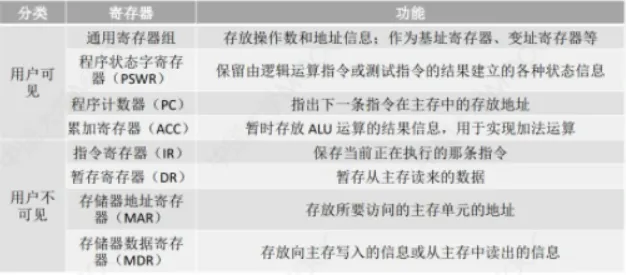 分类 寄存器 功能
用户可见
通用寄存器组 存放操作数和地址信息；作为基址寄存器、变址寄存器等
程序状态字寄存器（PSWR） 保留由逻辑运算指令或测试指令的结果建立的各种状态信息
程序计数器（PC） 指出下一条指令在主存中的存放地址
累加寄存器（ACC） 暂时存放 ALU 运算的结果信息，用于实现加法运算
用户不可见
指令寄存器（IR） 保存当前正在执行的那条指令
暂存寄存器（DR） 暂存从主存读来的数据
存储器地址寄存器（MAR） 存放所要访问的主存单元的地址
存储器数据寄存器（MDR） 存放向主存写入的信息或从主存中读出的信息